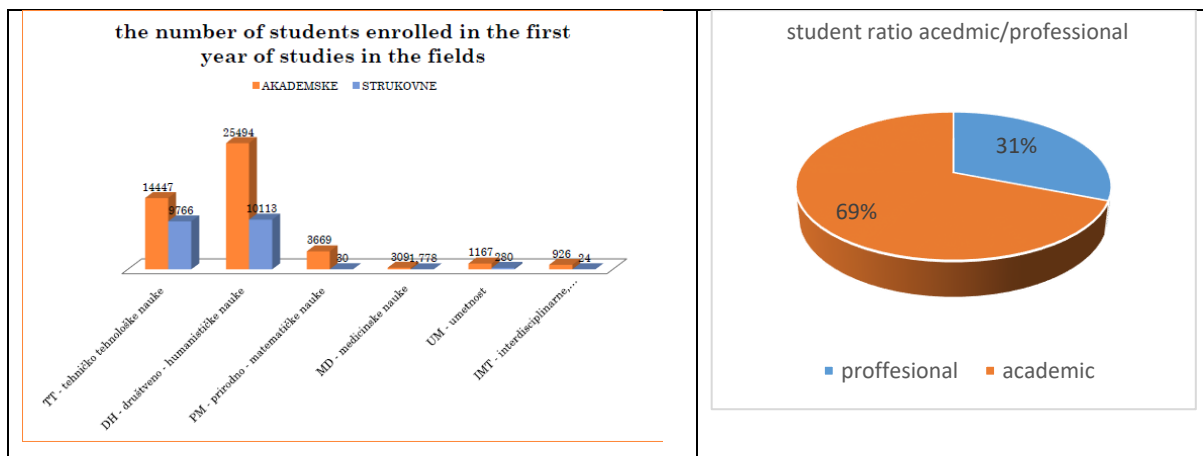 the number of students enrolled in the first
year of studies in the fields
AKADEMSKE STRUKOVNE
14447
9766
25494
10113
3669
30
3091,778
1167
280
926
24
TT - tehničko tehnološke nauke
DH - društveno - humanističke nauke
PM - prirodno - matematičke nauke
MD - medicinske nauke
UM - umetnost
IMT - interdisciplinarne,...
student ratio acedmic/professional
31%
69%
proffesional academic